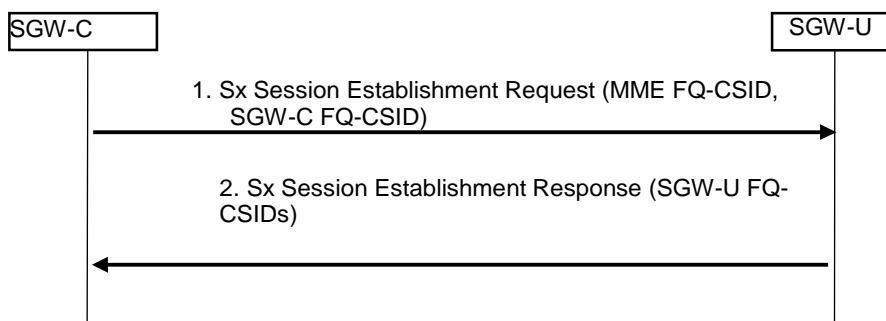 SGW-C
SGW-U
1. Sx Session Establishment Request (MME FQ-CSID,
SGW-C FQ-CSID)
2. Sx Session Establishment Response (SGW-U FQ-
CSIDs)